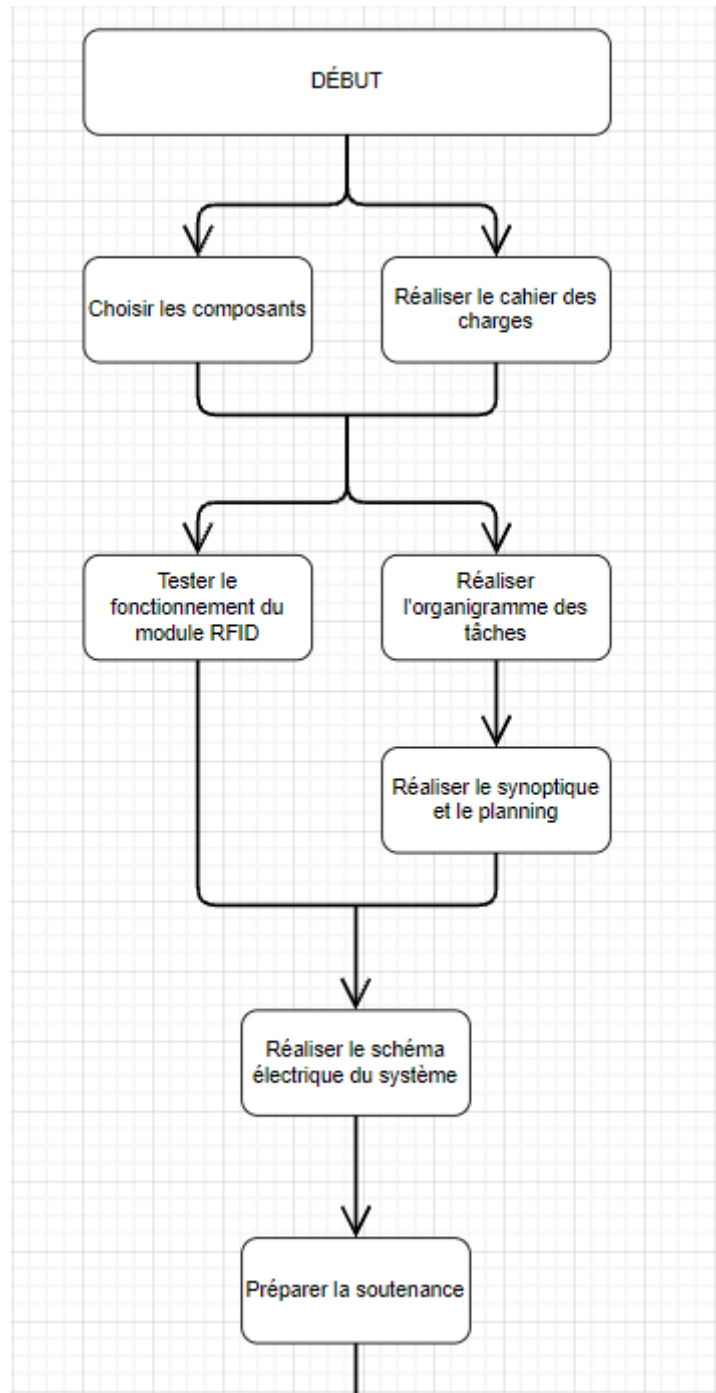 DÉBUT
Choisir les composants
Réaliser le cahier des
charges
Tester le
fonctionnement du
module RFID
Réaliser
l'organigramme des
tâches
Réaliser le synoptique
et le planning
Réaliser le schéma
électrique du système
Préparer la soutenance